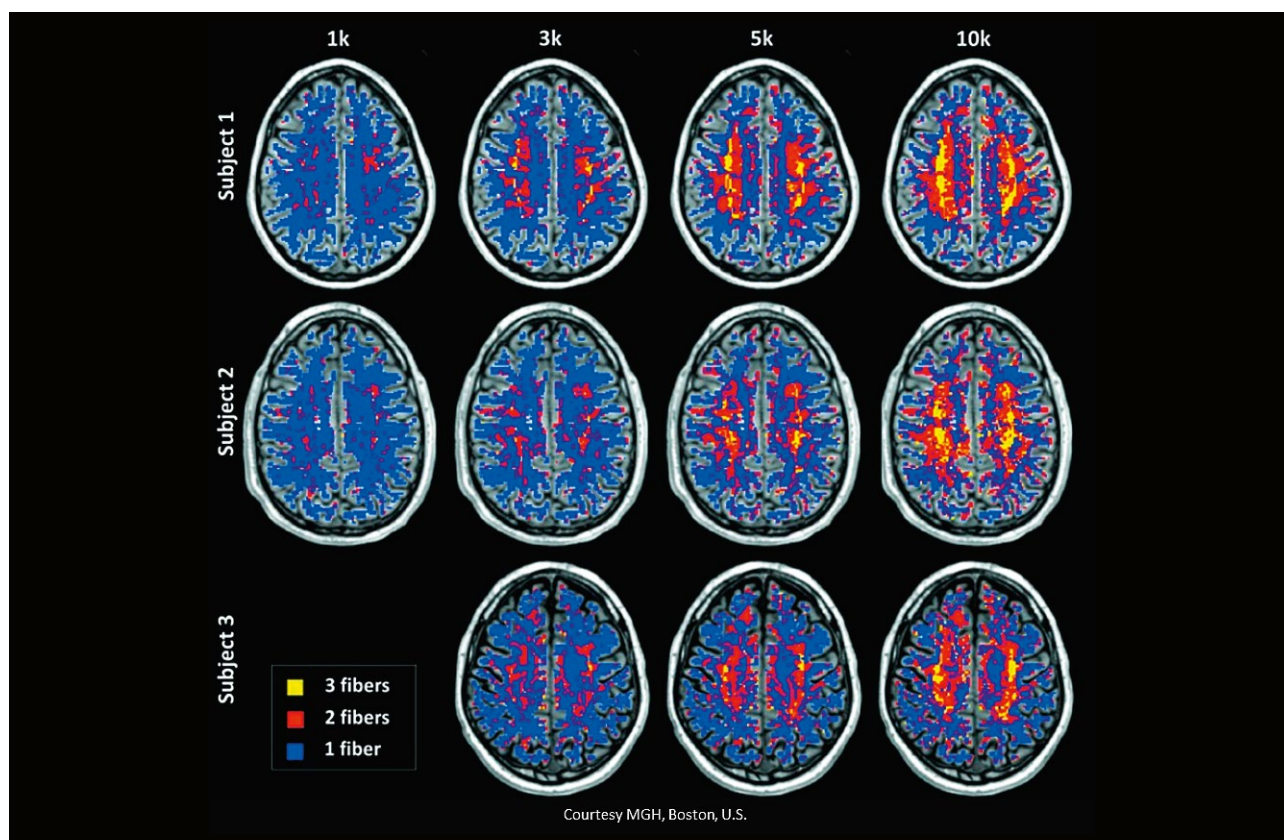 1k 3k 5k 10k
Subject 1
Subject 2
Subject 3
3 fibers
2 fibers
1 fiber
Courtesy MGH, Boston, U.S.